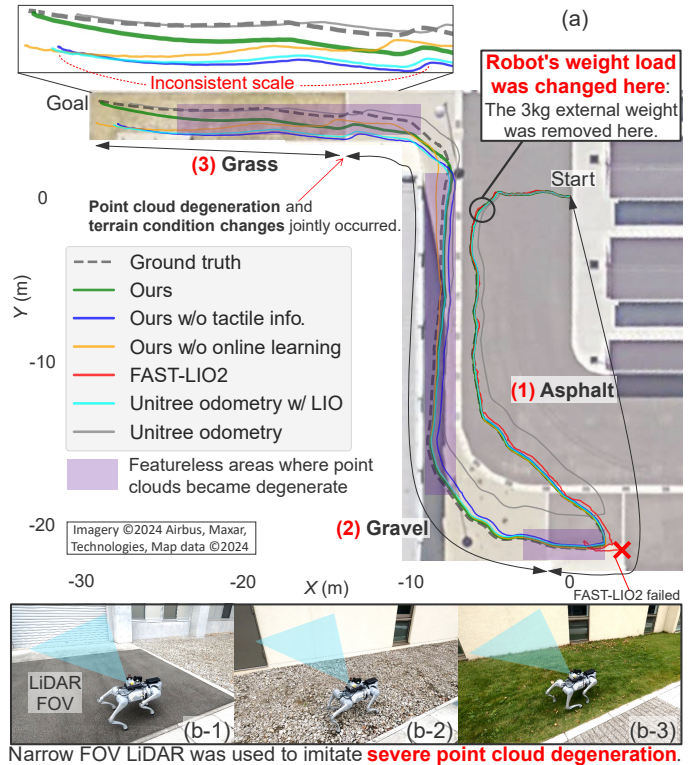 (a)
Inconsistent scale
Robot's weight load
was changed here:
The 3kg external weight
was removed here.
Goal
(3) Grass
Start
Point cloud degeneration and
terrain condition changes jointly occurred.
0
-10
-20
Y (m)
Ground truth
Ours
Ours w/o tactile info.
Ours w/o online learning
FAST-LIO2
Unitree odometry w/ LIO
Unitree odometry
Featureless areas where point
clouds became degenerate
(1) Asphalt
(2) Gravel
Imagery ©2024 Airbus, Maxar,
Technologies, Map data ©2024
-30
-20
-10
0
X (m)
FAST-LIO2 failed
LiDAR
FOV
(b-1)
(b-2)
(b-3)
Narrow FOV LiDAR was used to imitate severe point cloud degeneration.